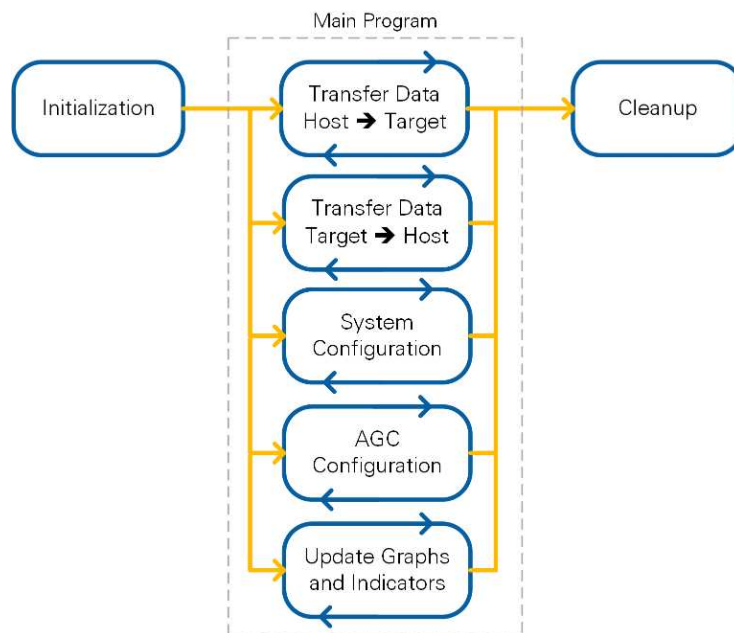 Main Program
Initialization
Transfer Data
Host ➔ Target
Cleanup
Transfer Data
Target ➔ Host
System
Configuration
AGC
Configuration
Update Graphs
and Indicators